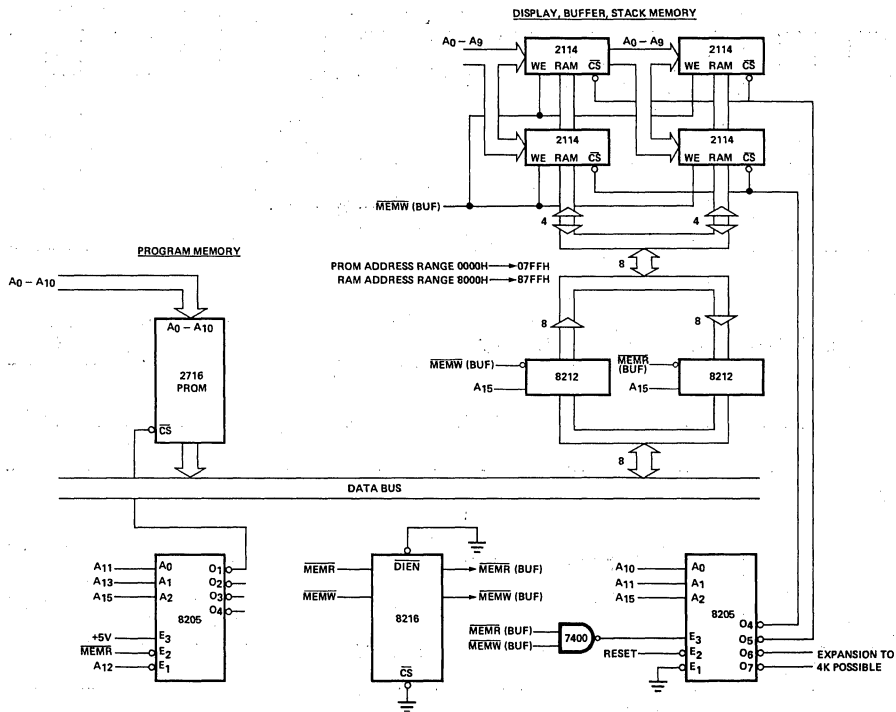 DISPLAY, BUFFER, STACK MEMORY
A0 – A9
2114
WE RAM CS
A0 – A9
2114
WE RAM CS
2114
WE RAM CS
2114
WE RAM CS
MEMW (BUF)
4
4
PROGRAM MEMORY
8
PROM ADDRESS RANGE 0000H 07FFH
RAM ADDRESS RANGE 8000H 87FFH
A0 – A10
A0 – A10
2716
PROM
CS
8
8
MEMW (BUF)
A15
8212
MEMR
(BUF)
A15
8212
8
DATA BUS
A11
A13
A15
+5V
MEMR
A12
A0
A1
A2
8205
E3
E2
E1
O1
O2
O3
O4
MEMR
MEMW
DIEN
8216
CS
MEMR (BUF)
MEMW (BUF)
MEMR (BUF)
MEMW (BUF)
7400
RESET
A10
A11
A15
A0
A1
A2
8205
E3
E2
E1
O4
O5
O6
O7
EXPANSION TO
4K POSSIBLE